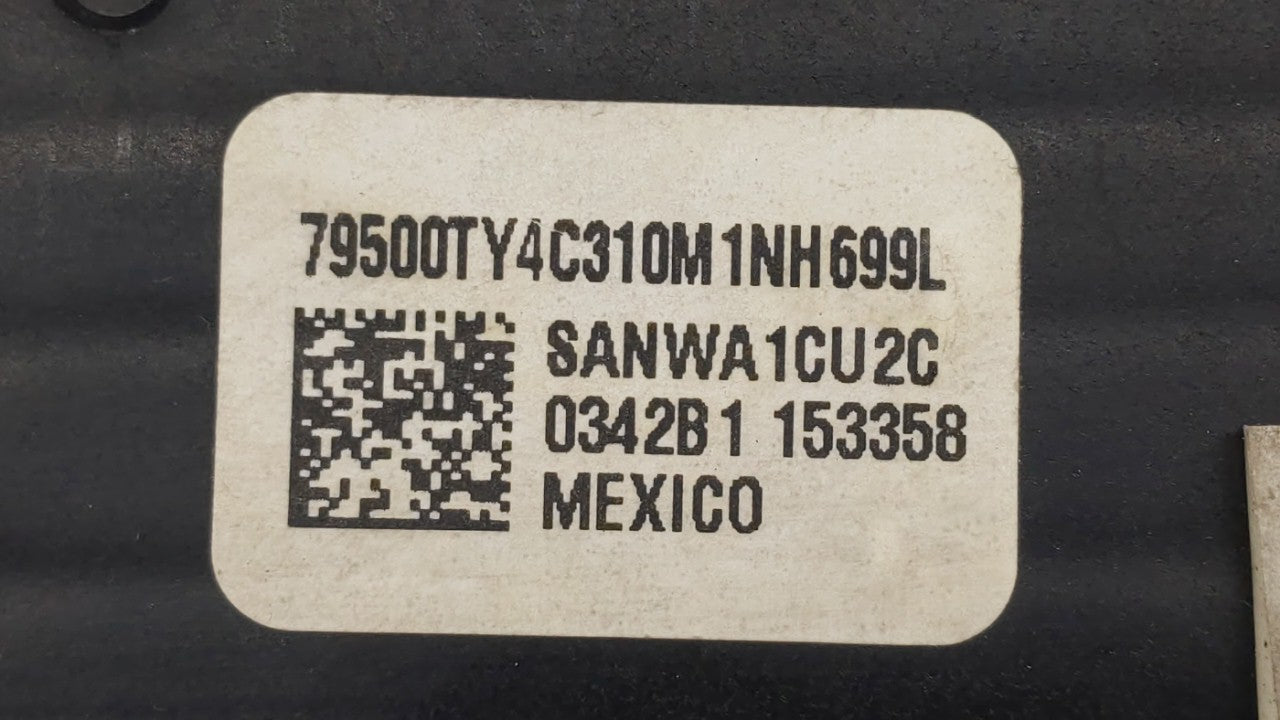 79500TY4C310M1NH699L
SANWA1CU2C
0342B1 153358
MEXICO